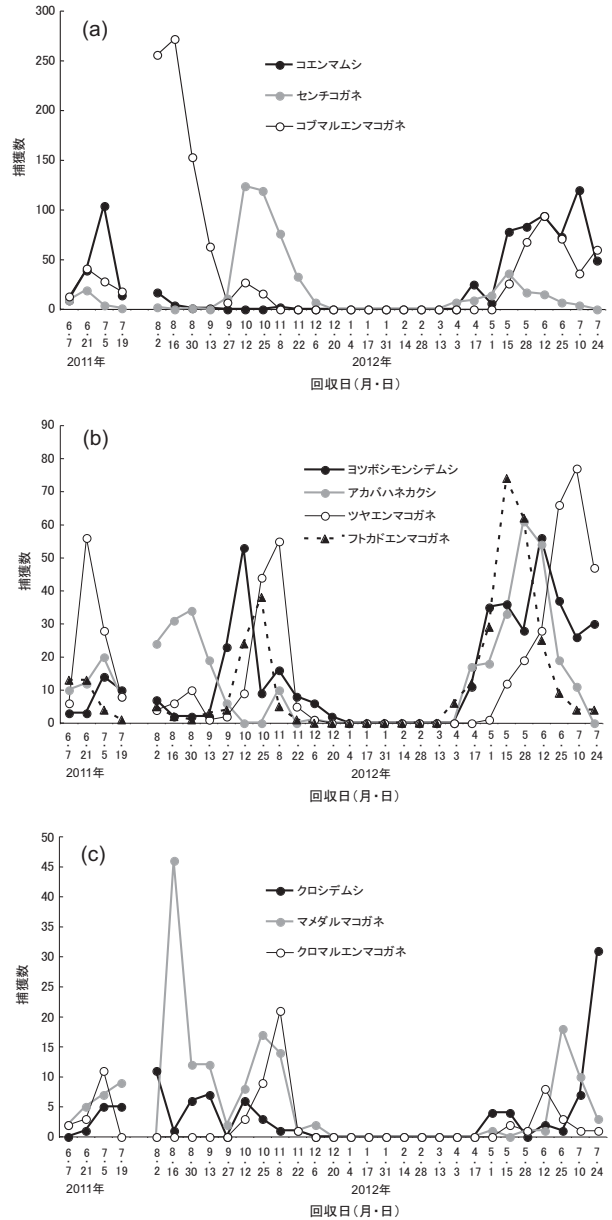 (a)
300
250
200
150
100
50
0
捕獲数
コエンマムシ
センチコガネ
コブマルエンマコガネ
6 6 7 7 8 8 8 9 9 10 10 11 11 12 12 1 1 1 2 2 3 4 4 5 5 5 6 6 7 7
・ ・ ・ ・ ・ ・ ・ ・ ・ ・ ・ ・ ・ ・ ・ ・ ・ ・ ・ ・ ・ ・ ・ ・ ・ ・ ・ ・ ・ ・
7 21 5 19 2 16 30 13 27 12 25 8 22 6 20 4 17 31 14 28 13 3 17 1 15 28 12 25 10 24
2011年 2012年
回収日(月・日)
(b)
90
80
70
60
50
40
30
20
10
0
捕獲数
ヨツボシモンシデムシ
アカバハネカクシ
ツヤエンマコガネ
フトカドエンマコガネ
6 6 7 7 8 8 8 9 9 10 10 11 11 12 12 1 1 1 2 2 3 4 4 5 5 5 6 6 7 7
・ ・ ・ ・ ・ ・ ・ ・ ・ ・ ・ ・ ・ ・ ・ ・ ・ ・ ・ ・ ・ ・ ・ ・ ・ ・ ・ ・ ・ ・
7 21 5 19 2 16 30 13 27 12 25 8 22 6 20 4 17 31 14 28 13 3 17 1 15 28 12 25 10 24
2011年 2012年
回収日(月・日)
(c)
50
45
40
35
30
25
20
15
10
5
0
捕獲数
クロシデムシ
マメダルマコガネ
クロマルエンマコガネ
6 6 7 7 8 8 8 9 9 10 10 11 11 12 12 1 1 1 2 2 3 4 4 5 5 5 6 6 7 7
・ ・ ・ ・ ・ ・ ・ ・ ・ ・ ・ ・ ・ ・ ・ ・ ・ ・ ・ ・ ・ ・ ・ ・ ・ ・ ・ ・ ・ ・
7 21 5 19 2 16 30 13 27 12 25 8 22 6 20 4 17 31 14 28 13 3 17 1 15 28 12 25 10 24
2011年 2012年
回収日(月・日)